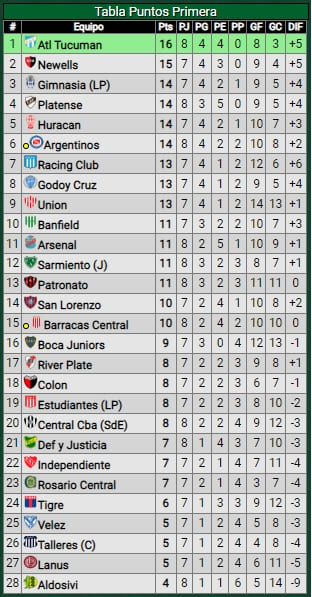 Tabla Puntos Primera
# Equipo Pts PJ PG PE PP GF GC DIF
1 Atl Tucuman 16 8 4 4 0 8 3 +5
2 Newells 15 7 4 3 0 9 4 +5
3 Gimnasia (LP) 14 7 4 2 1 9 5 +4
4 Platense 14 8 3 5 0 9 5 +4
5 Huracan 14 7 4 2 1 10 7 +3
6 Argentinos 14 8 4 2 2 10 8 +2
7 Racing Club 13 7 4 1 2 12 6 +6
8 Godoy Cruz 13 7 4 1 2 9 5 +4
9 Union 13 7 4 1 2 14 13 +1
10 Banfield 11 7 3 2 2 10 7 +3
11 Arsenal 11 8 2 5 1 10 9 +1
12 Sarmiento (J) 11 8 3 2 3 8 7 +1
13 Patronato 11 8 3 2 3 11 11 0
14 San Lorenzo 10 7 2 4 1 10 8 +2
15 Barracas Central 10 8 2 4 2 10 10 0
16 Boca Juniors 9 7 3 0 4 12 13 -1
17 River Plate 8 7 2 2 3 9 8 +1
18 Colon 8 7 2 2 3 6 7 -1
19 Estudiantes (LP) 8 7 2 2 3 8 10 -2
20 Central Cba (SdE) 8 8 2 2 4 9 12 -3
21 Def y Justicia 7 8 1 4 3 7 10 -3
22 Independiente 7 7 2 1 4 7 11 -4
23 Rosario Central 7 7 2 1 4 3 7 -4
24 Tigre 6 7 1 3 3 9 12 -3
25 Velez 5 7 1 2 4 5 8 -3
26 Talleres (C) 5 7 1 2 4 4 8 -4
27 Lanus 5 7 1 2 4 6 11 -5
28 Aldosivi 4 8 1 1 6 5 14 -9